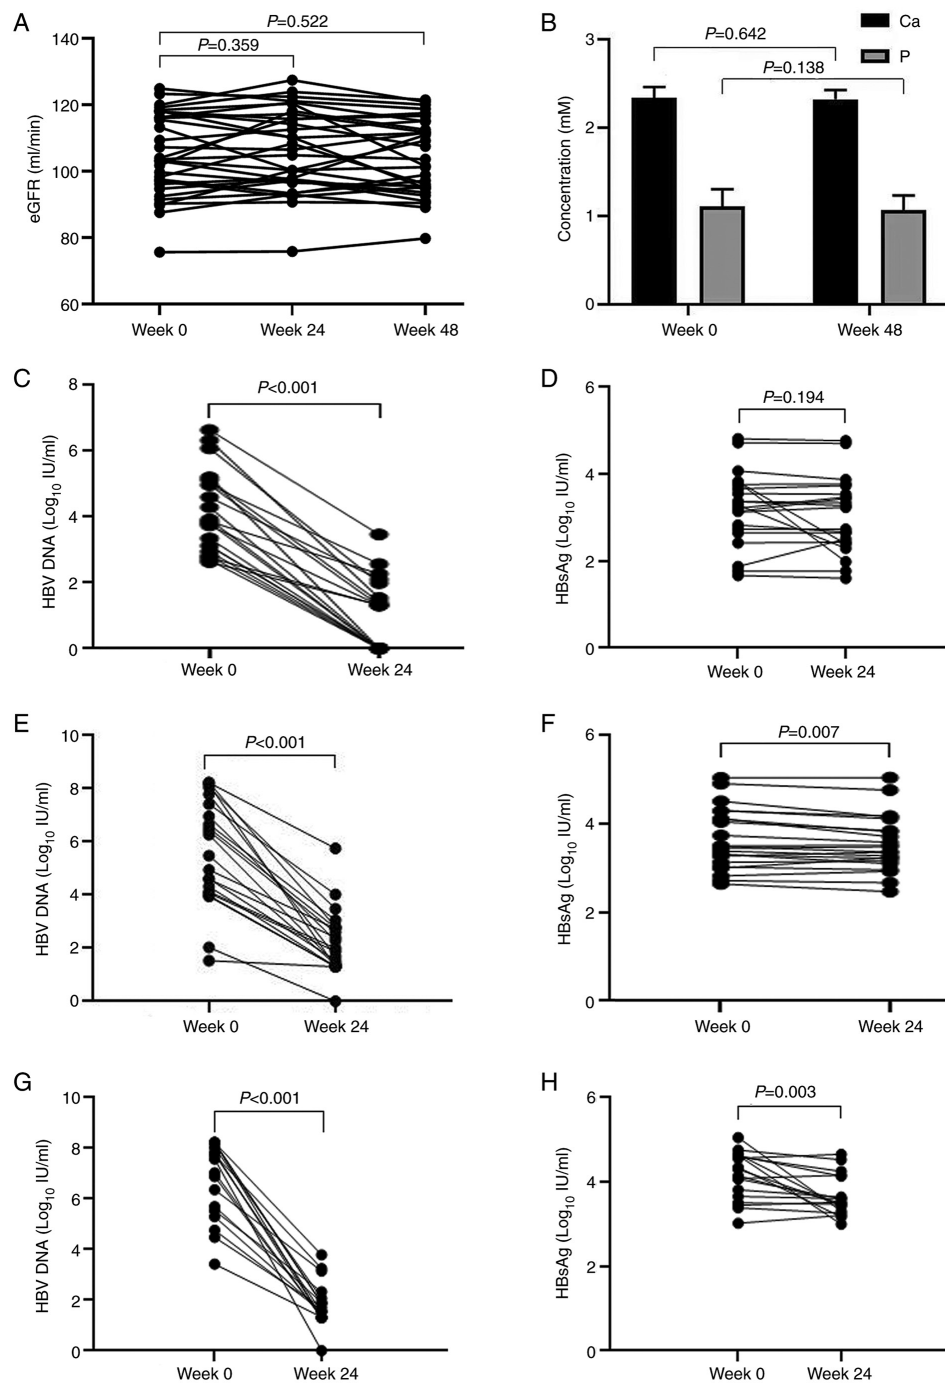 A
P=0.522
P=0.359
140
120
100
80
60
eGFR (ml/min)
Week 0
Week 24
Week 48
B
Ca
P
P=0.642
P=0.138
3
2
1
0
Concentration (mM)
Week 0
Week 48
C
P<0.001
8
6
4
2
0
HBV DNA (Log10 IU/ml)
Week 0
Week 24
D
P=0.194
6
4
2
0
HBsAg (Log10 IU/ml)
Week 0
Week 24
E
P<0.001
10
8
6
4
2
0
HBV DNA (Log10 IU/ml)
Week 0
Week 24
F
P=0.007
6
4
2
0
HBsAg (Log10 IU/ml)
Week 0
Week 24
G
P<0.001
10
8
6
4
2
0
HBV DNA (Log10 IU/ml)
Week 0
Week 24
H
P=0.003
6
4
2
0
HBsAg (Log10 IU/ml)
Week 0
Week 24